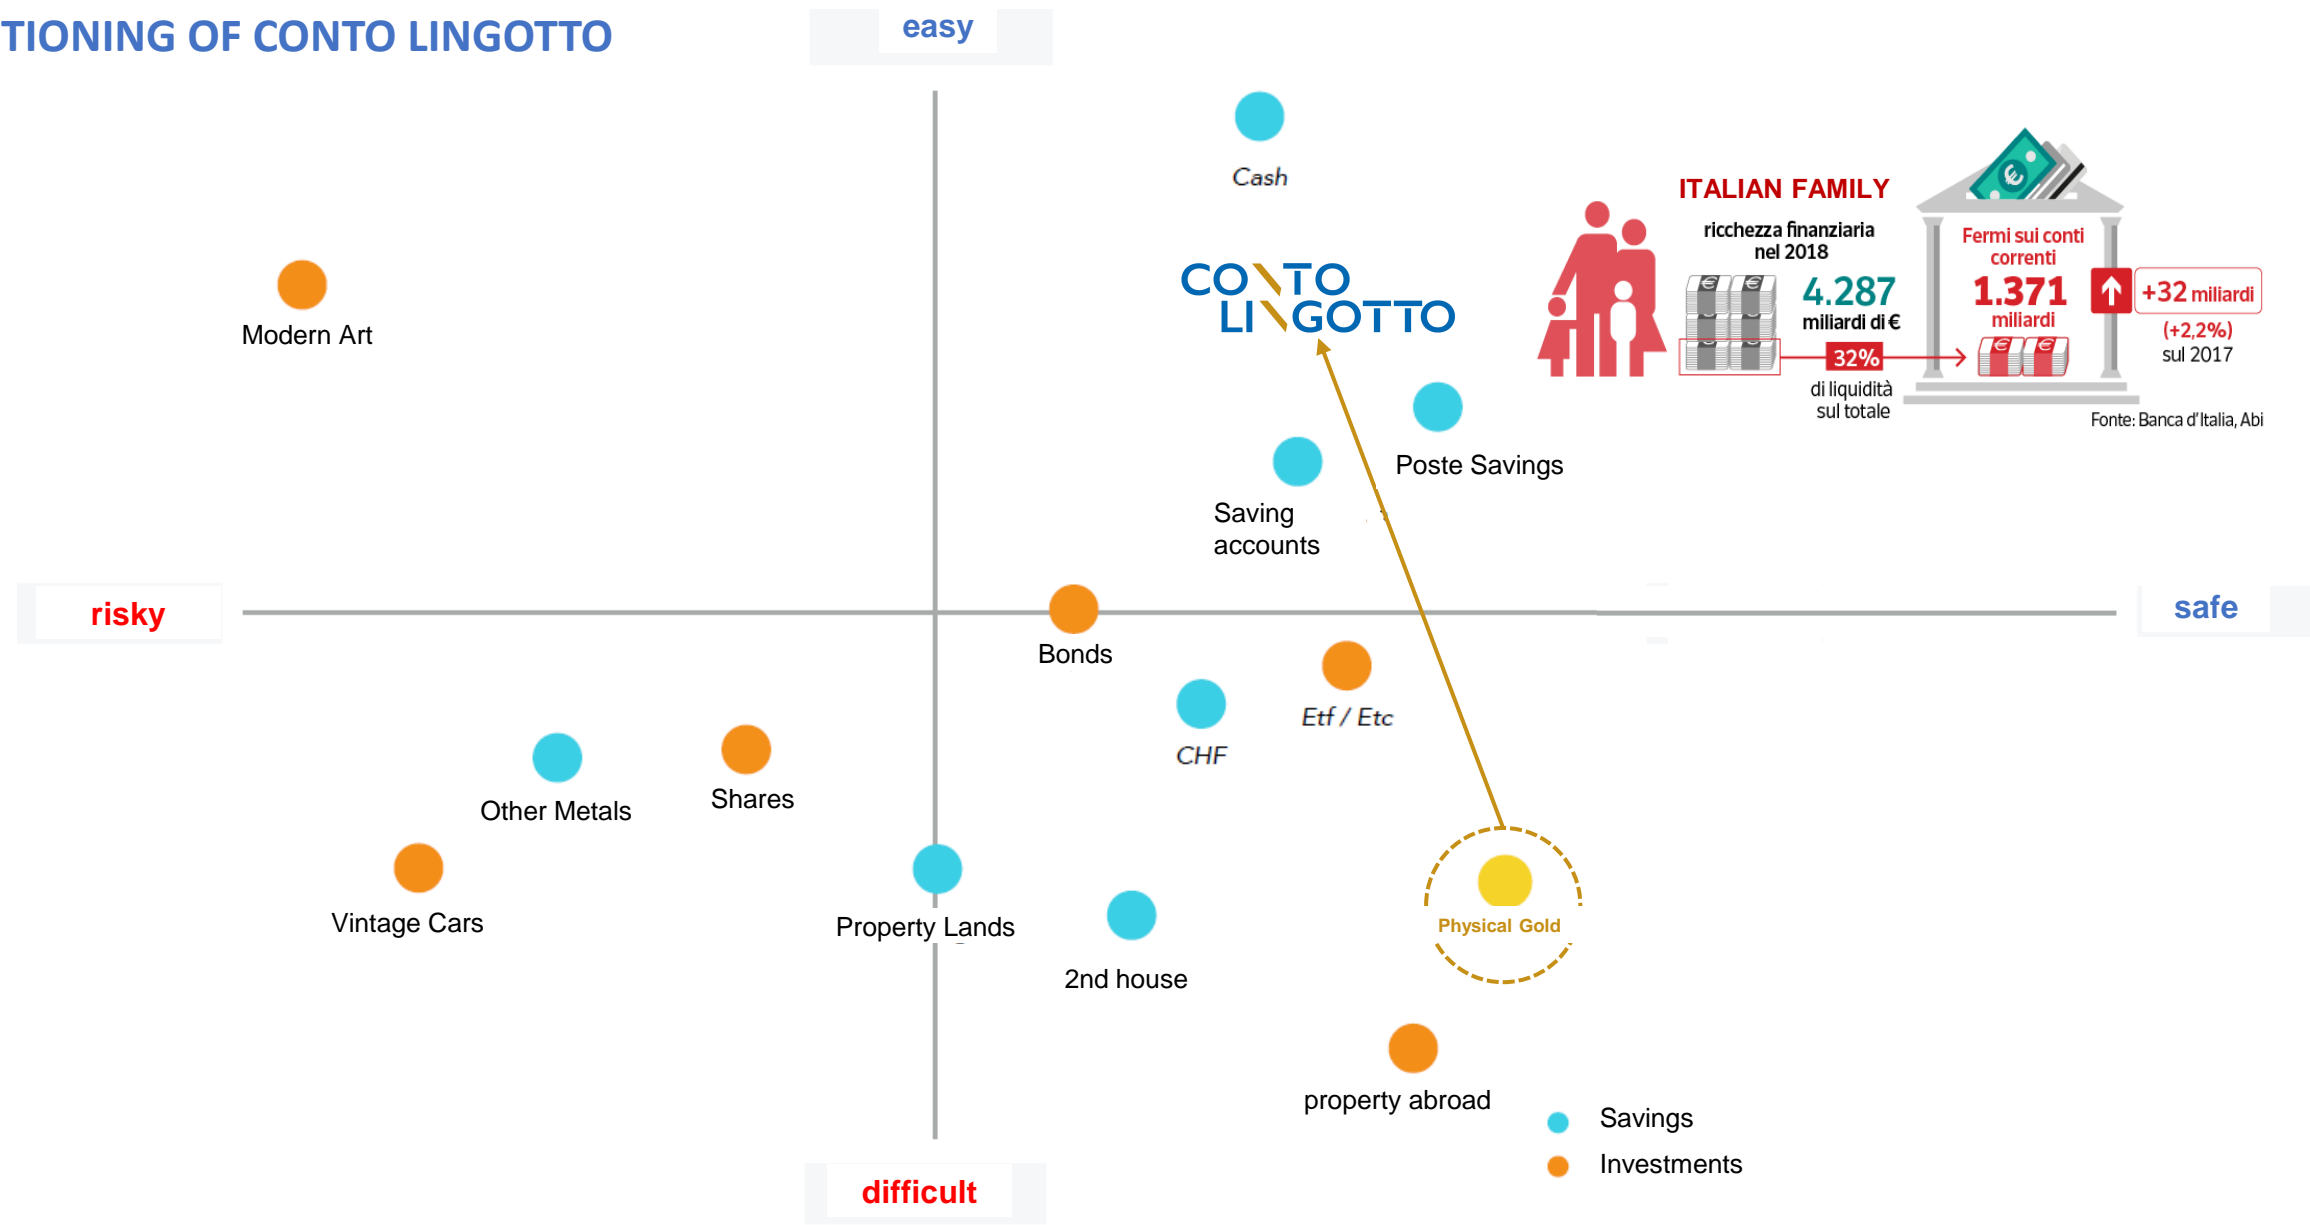 TIONING OF CONTO LINGOTTO
easy
Cash
ITALIAN FAMILY
ricchezza finanziaria
nel 2018
4.287
miliardi di €
32%
di liquidità
sul totale
Fermi sui conti
correnti
1.371
miliardi
+32 miliardi
(+2,2%)
sul 2017
Fonte: Banca d'Italia, Abi
CONTO
LINGOTTO
Modern Art
Poste Savings
Saving
accounts
risky
safe
Bonds
Etf / Etc
CHF
Other Metals
Shares
Vintage Cars
Property Lands
Physical Gold
2nd house
property abroad
Savings
Investments
difficult